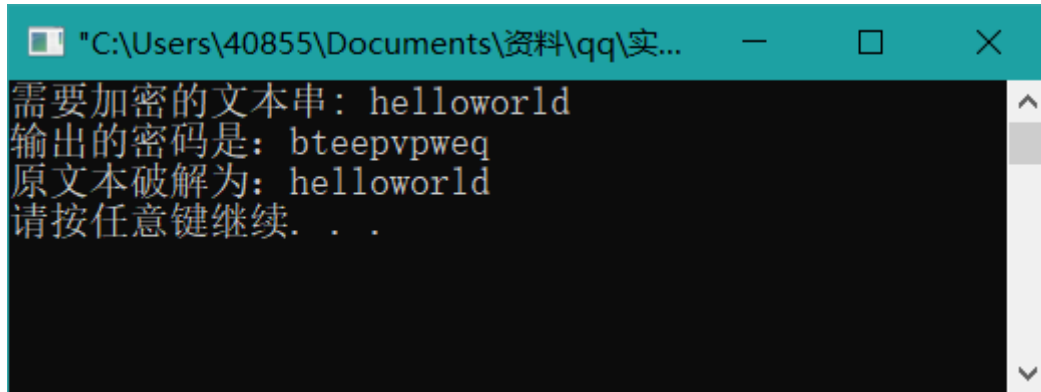 "C:\Users\40855\Documents\资料\qq\实...
需要加密的文本串: helloworld
输出的密码是：bteepvpweq
原文本破解为：helloworld
请按任意键继续. . .